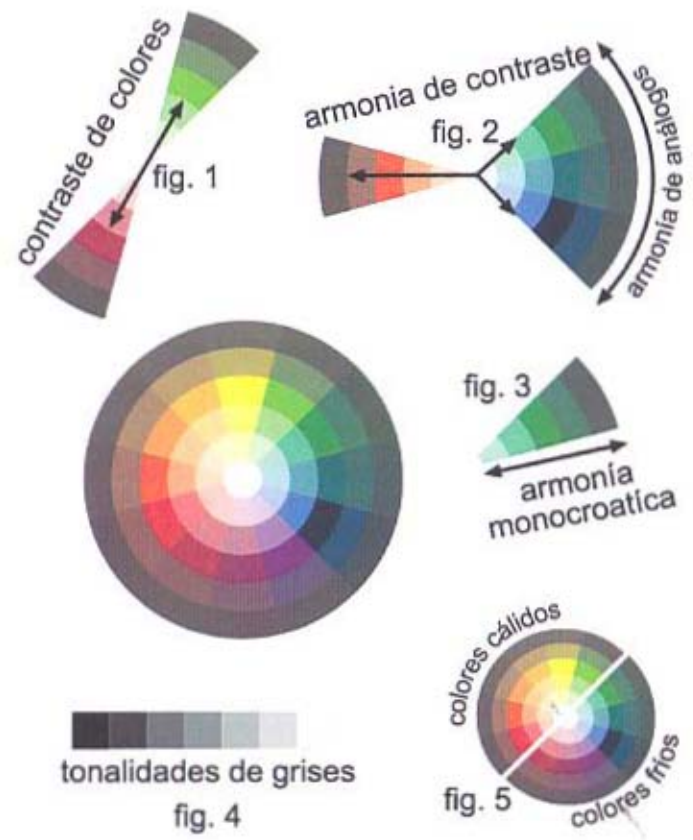 contraste de colores
fig. 1
armonia de contraste
fig. 2
armonía de análogos
fig. 3
armonía
monocroatíca
tonalidades de grises
fig. 4
colores cálidos
colores fríos
fig. 5